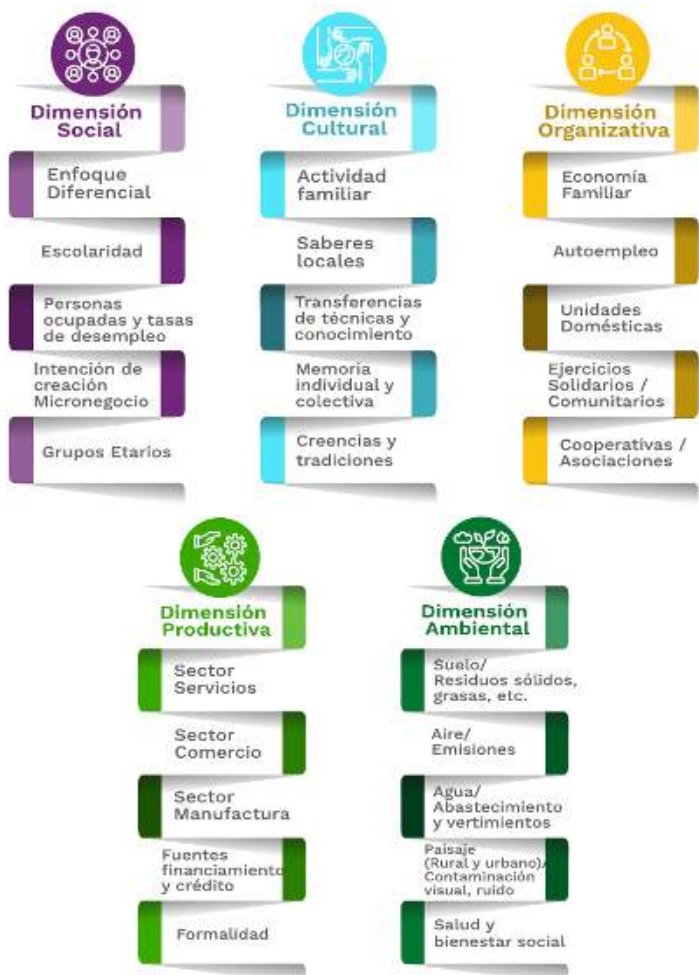 Dimensión
Social
Enfoque
Diferencial
Escolaridad
Personas
ocupadas y tasas
de desempleo
Intención de
creación
Micronegocio
Grupos Etarios
Dimensión
Cultural
Actividad
familiar
Saberes
locales
Transferencias
de técnicas y
conocimiento
Memoria
individual y
colectiva
Creencias y
tradiciones
Dimensión
Organizativa
Economía
Familiar
Autoempleo
Unidades
Domésticas
Ejercicios
Solidarios /
Comunitarios
Cooperativas /
Asociaciones
Dimensión
Productiva
Sector
Servicios
Sector
Comercio
Sector
Manufactura
Fuentes
financiamiento
y crédito
Formalidad
Dimensión
Ambiental
Suelo/
Residuos sólidos,
grasas, etc.
Aire/
Emisiones
Agua/
Abastecimiento
y vertimientos
Paisaje
(Rural y urbano)/
Contaminación
visual, ruido
Salud y
bienestar social